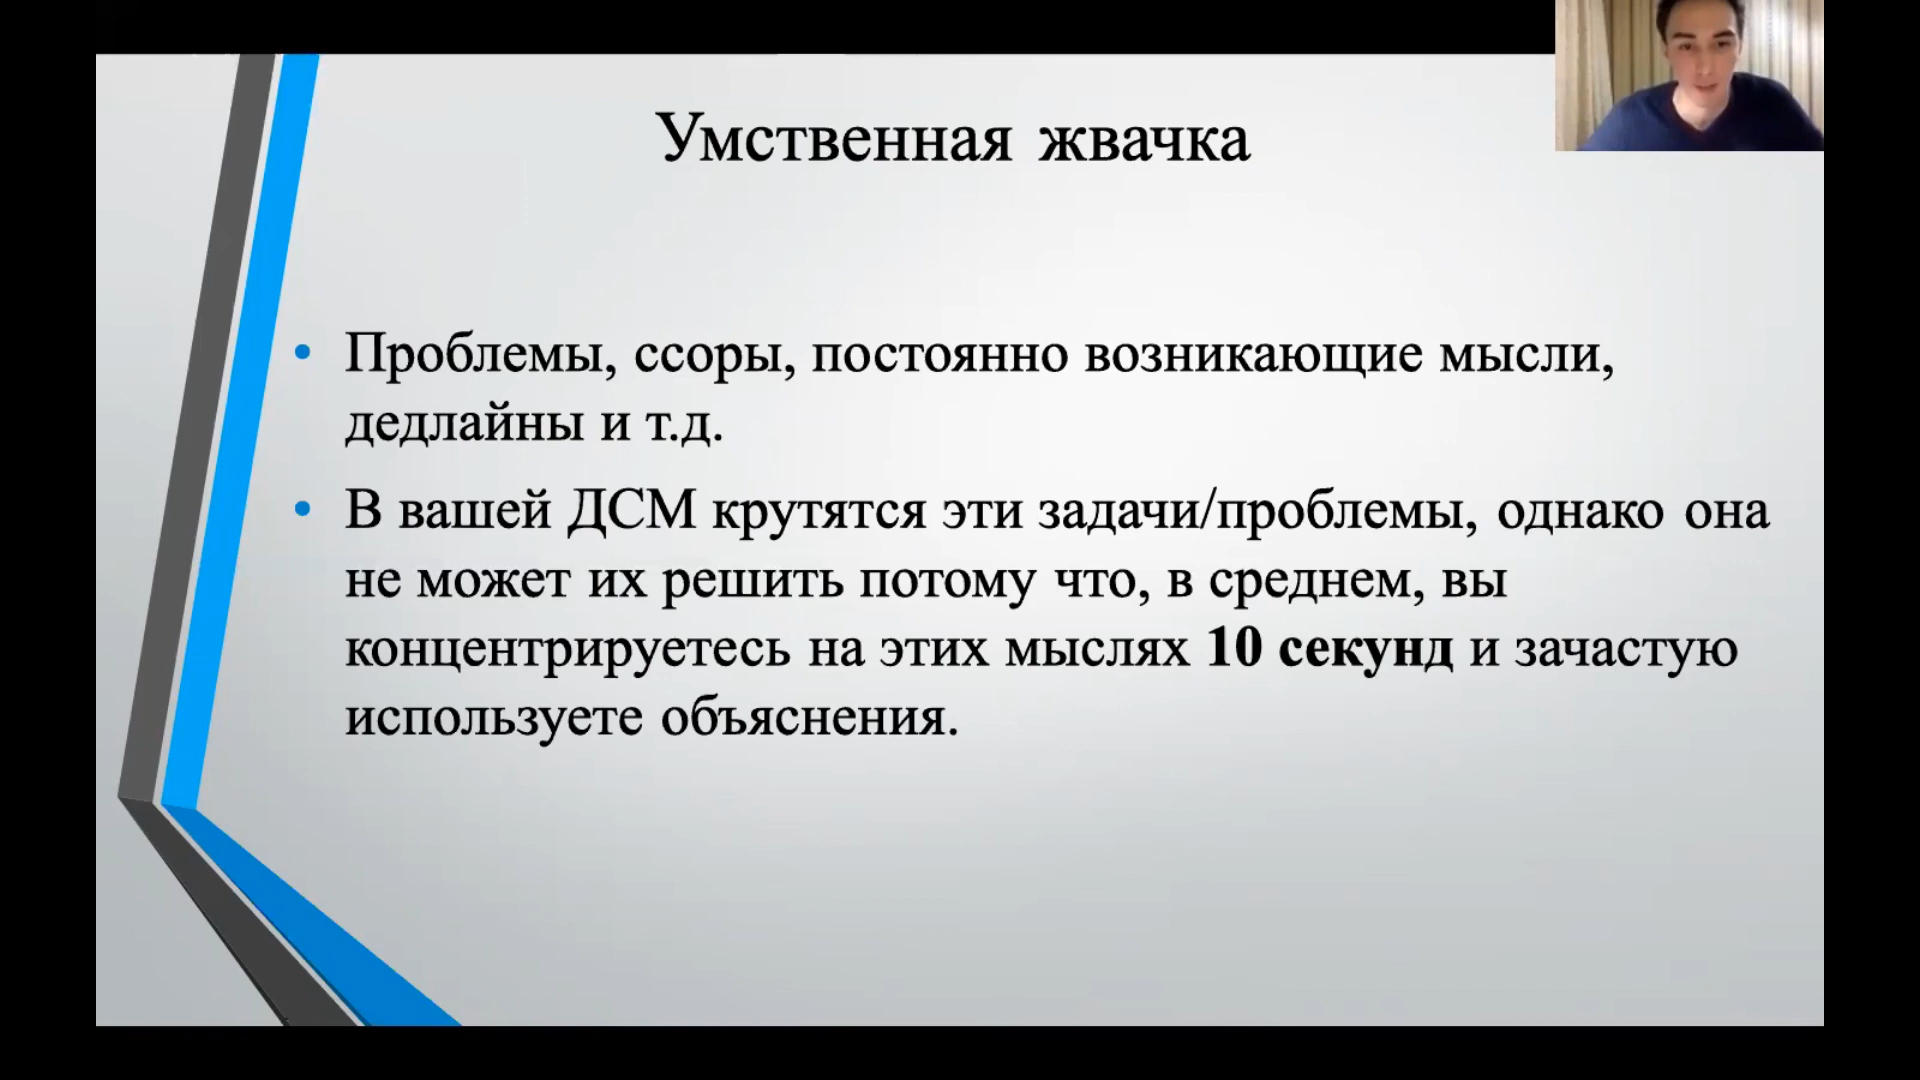 Умственная жвачка
• Проблемы, ссоры, постоянно возникающие мысли,
дедлайны и т.д.
• В вашей ДСМ крутятся эти задачи/проблемы, однако она
не может их решить потому что, в среднем, вы
концентрируетесь на этих мыслях 10 секунд и зачастую
используете объяснения.